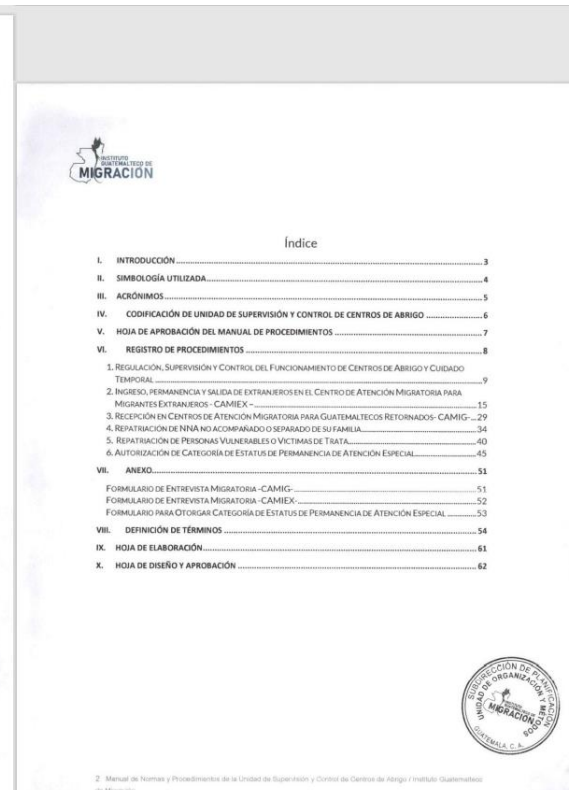 INSTITUTO
GUATEMALTECO DE
MIGRACIÓN
Índice
I. INTRODUCCIÓN 3
II. SIMBOLOGÍA UTILIZADA 4
III. ACRÓNIMOS 5
IV. CODIFICACIÓN DE UNIDAD DE SUPERVISIÓN Y CONTROL DE CENTROS DE ABRIGO 6
V. HOJA DE APROBACIÓN DEL MANUAL DE PROCEDIMIENTOS 7
VI. REGISTRO DE PROCEDIMIENTOS 8
1. REGULACIÓN, SUPERVISIÓN Y CONTROL DEL FUNCIONAMIENTO DE CENTROS DE ABRIGO Y CUIDADO
TEMPORAL 9
2. INGRESO, PERMANENCIA Y SALIDA DE EXTRANJEROS EN EL CENTRO DE ATENCIÓN MIGRATORIA PARA
MIGRANTES EXTRANJEROS - CAMIEX – 15
3. RECEPCIÓN EN CENTROS DE ATENCIÓN MIGRATORIA PARA GUATEMALTECOS RETORNADOS- CAMIG- 29
4. REPATRIACIÓN DE NNA NO ACOMPAÑADO O SEPARADO DE SU FAMILIA 34
5. REPATRIACIÓN DE PERSONAS VULNERABLES O VICTIMAS DE TRATA 40
6. AUTORIZACIÓN DE CATEGORÍA DE ESTATUS DE PERMANENCIA DE ATENCIÓN ESPECIAL 45
VII. ANEXO 51
FORMULARIO DE ENTREVISTA MIGRATORIA -CAMIG- 51
FORMULARIO DE ENTREVISTA MIGRATORIA -CAMIEX- 52
FORMULARIO PARA OTORGAR CATEGORÍA DE ESTATUS DE PERMANENCIA DE ATENCIÓN ESPECIAL 53
VIII. DEFINICIÓN DE TÉRMINOS 54
IX. HOJA DE ELABORACIÓN 61
X. HOJA DE DISEÑO Y APROBACIÓN 62
SUBDIRECCIÓN DE PLANIFICACIÓN
UNIDAD DE ORGANIZACIÓN Y METODOS
MIGRACIÓN
GUATEMALA, C. A.
2 Manual de Normas y Procedimientos de la Unidad de Supervisión y Control de Centros de Abrigo / Instituto Guatemalteco